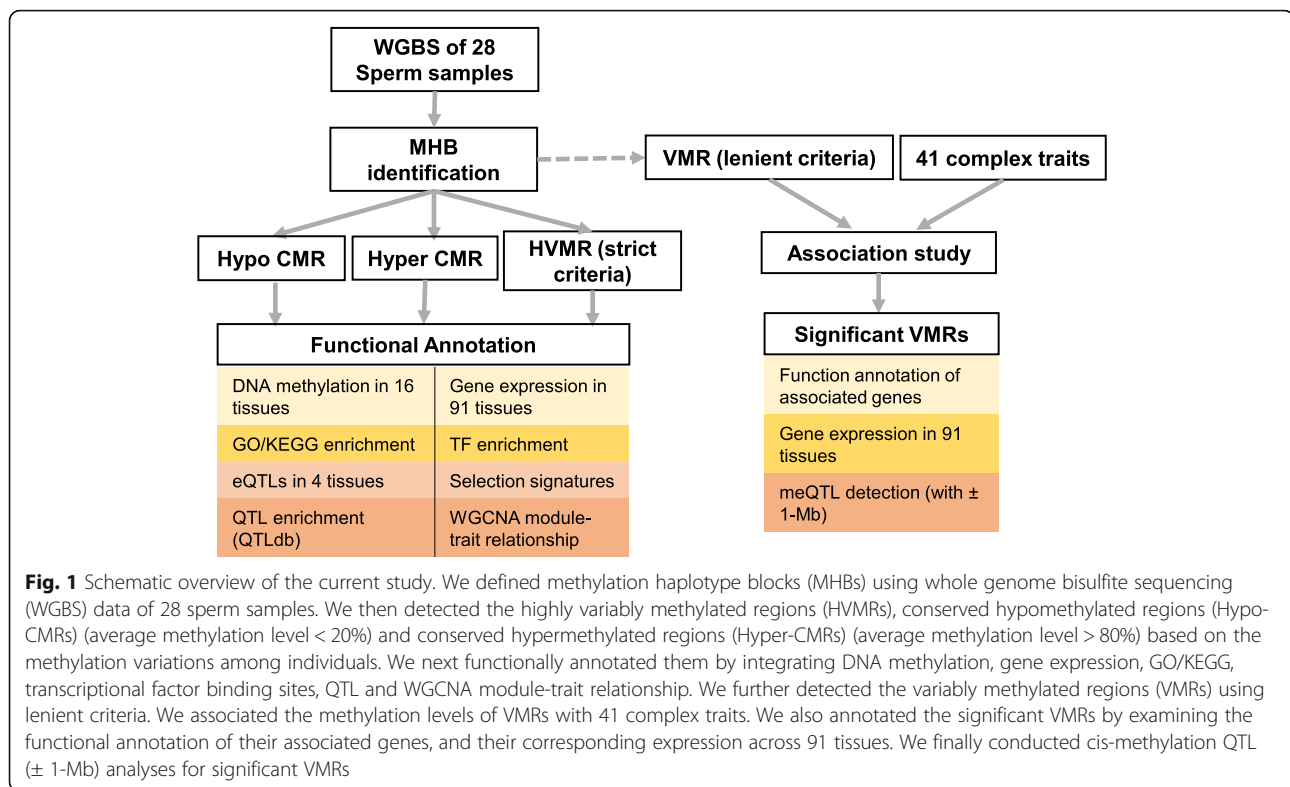 WGBS of 28
Sperm samples
MHB
identification
VMR (lenient criteria)
41 complex traits
Hypo CMR
Hyper CMR
HVMR (strict
criteria)
Association study
Functional Annotation
DNA methylation in 16
tissues
Gene expression in
91 tissues
GO/KEGG enrichment
TF enrichment
eQTLs in 4 tissues
Selection signatures
QTL enrichment
(QTLdb)
WGCNA module-
trait relationship
Significant VMRs
Function annotation of
associated genes
Gene expression in 91
tissues
meQTL detection (with ±
1-Mb)
Fig. 1 Schematic overview of the current study. We defined methylation haplotype blocks (MHBs) using whole genome bisulfite sequencing
(WGBS) data of 28 sperm samples. We then detected the highly variably methylated regions (HVMRs), conserved hypomethylated regions (Hypo-
CMRs) (average methylation level < 20%) and conserved hypermethylated regions (Hyper-CMRs) (average methylation level > 80%) based on the
methylation variations among individuals. We next functionally annotated them by integrating DNA methylation, gene expression, GO/KEGG,
transcriptional factor binding sites, QTL and WGCNA module-trait relationship. We further detected the variably methylated regions (VMRs) using
lenient criteria. We associated the methylation levels of VMRs with 41 complex traits. We also annotated the significant VMRs by examining the
functional annotation of their associated genes, and their corresponding expression across 91 tissues. We finally conducted cis-methylation QTL
(± 1-Mb) analyses for significant VMRs